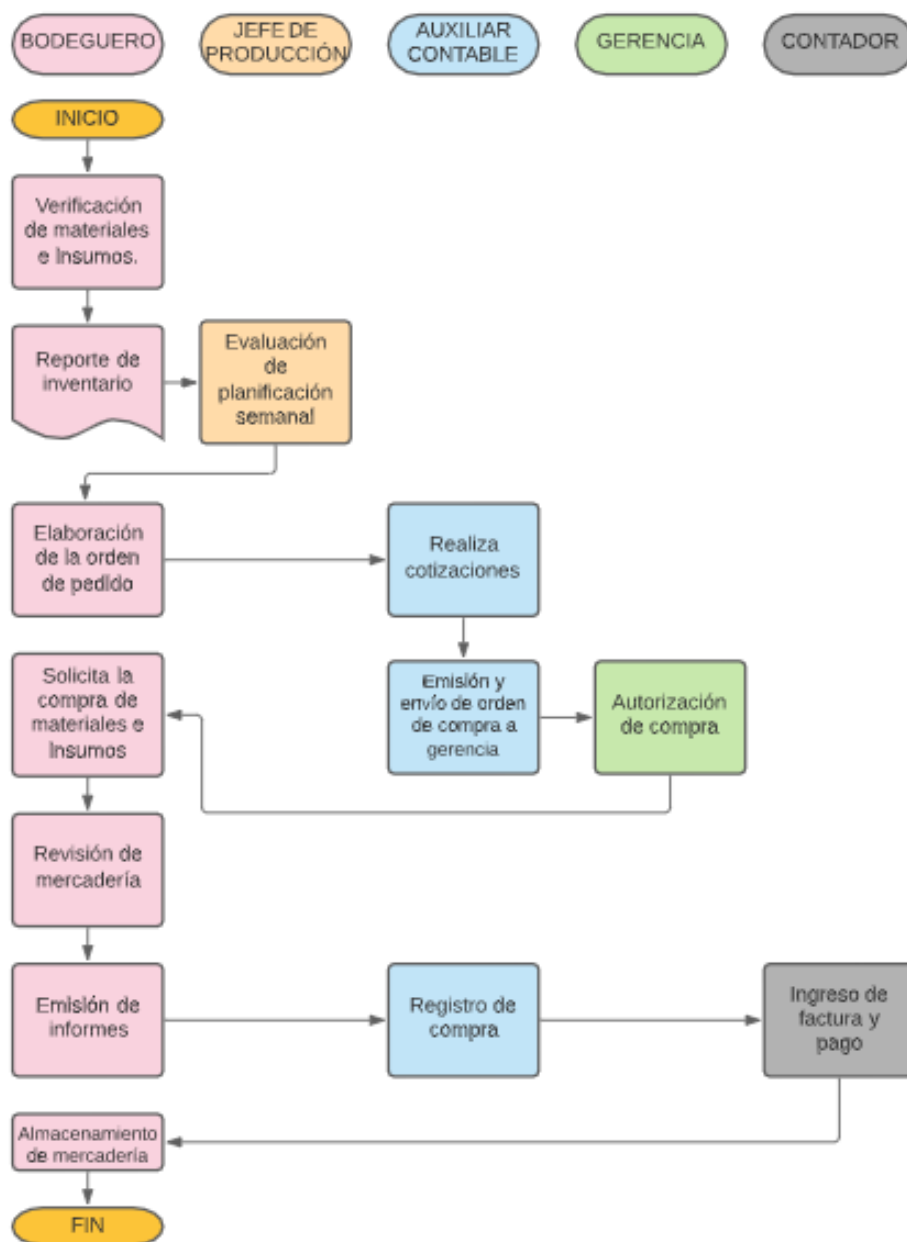 BODEGUERO
JEFE DE
PRODUCCIÓN
AUXILIAR
CONTABLE
GERENCIA
CONTADOR
INICIO
Verificación
de materiales
e Insumos.
Reporte de
inventario
Evaluación
de
planificación
semanal
Elaboración
de la orden
de pedido
Realiza
cotizaciones
Emisión y
envío de orden
de compra a
gerencia
Autorización
de compra
Solicita la
compra de
materiales e
Insumos
Revisión de
mercadería
Emisión de
informes
Registro de
compra
Ingreso de
factura y
pago
Almacenamiento
de mercadería
FIN